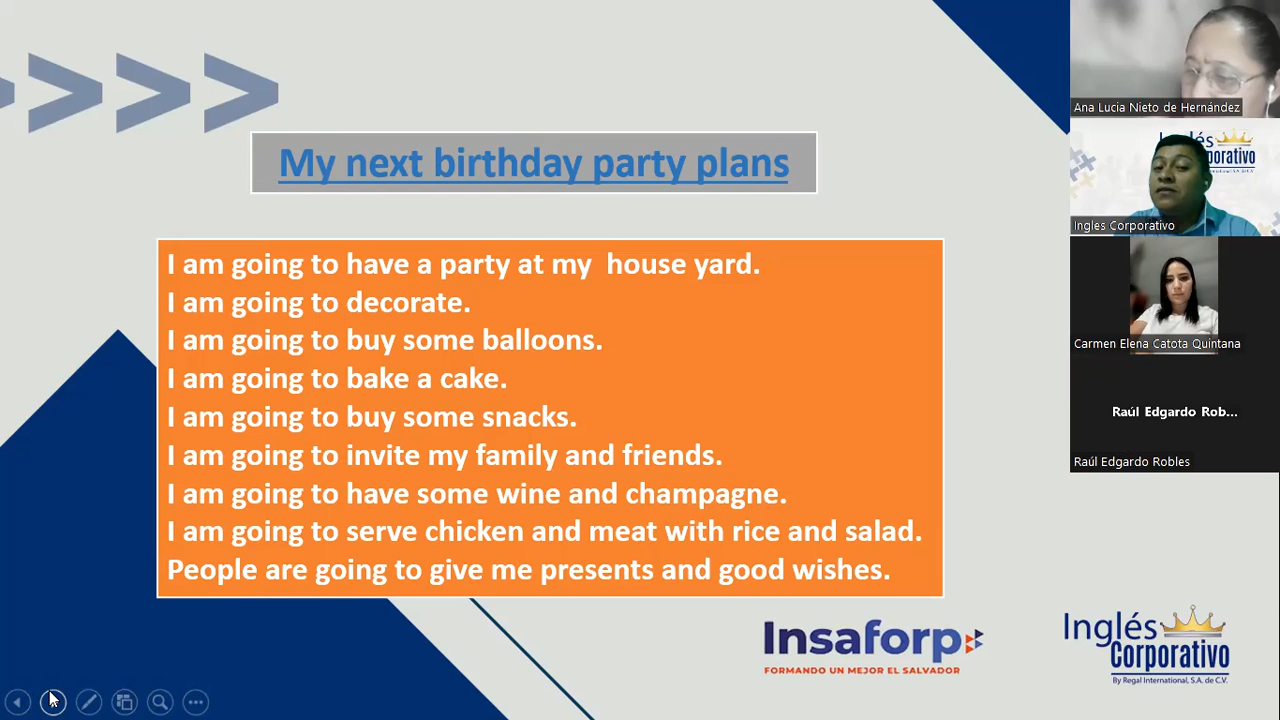 My next birthday party plans
I am going to have a party at my house yard.
I am going to decorate.
I am going to buy some balloons.
I am going to bake a cake.
I am going to buy some snacks.
I am going to invite my family and friends.
I am going to have some wine and champagne.
I am going to serve chicken and meat with rice and salad.
People are going to give me presents and good wishes.
Insaforp
FORMANDO UN MEJOR EL SALVADOR
Inglés
Corporativo
By Regal International, S.A. de C.V.
Ana Lucia Nieto de Hernández
Ingles Corporativo
Carmen Elena Catota Quintana
Raúl Edgardo Rob...
Raúl Edgardo Robles